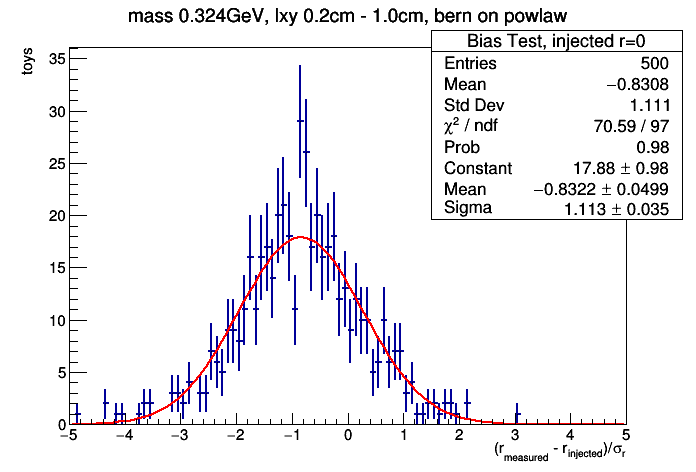 mass 0.324GeV, lxy 0.2cm - 1.0cm, bern on powlaw
Bias Test, injected r=0
Entries 500
Mean −0.8308
Std Dev 1.111
χ² / ndf 70.59 / 97
Prob 0.98
Constant 17.88 ± 0.98
Mean −0.8322 ± 0.0499
Sigma 1.113 ± 0.035
toys
35
30
25
20
15
10
5
0
−5 −4 −3 −2 −1 0 1 2 3 4 5
(r_measured - r_injected)/σ_r